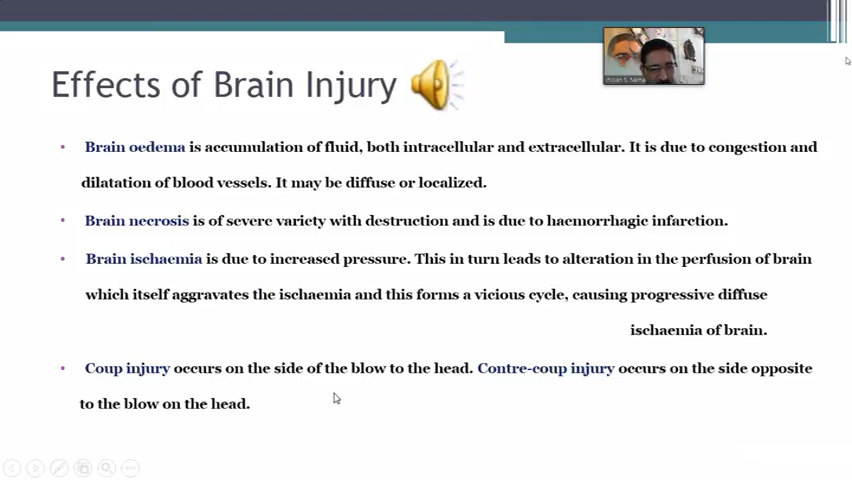 Effects of Brain Injury
• Brain oedema is accumulation of fluid, both intracellular and extracellular. It is due to congestion and
dilatation of blood vessels. It may be diffuse or localized.
• Brain necrosis is of severe variety with destruction and is due to haemorrhagic infarction.
• Brain ischaemia is due to increased pressure. This in turn leads to alteration in the perfusion of brain
which itself aggravates the ischaemia and this forms a vicious cycle, causing progressive diffuse
ischaemia of brain.
• Coup injury occurs on the side of the blow to the head. Contre-coup injury occurs on the side opposite
to the blow on the head.